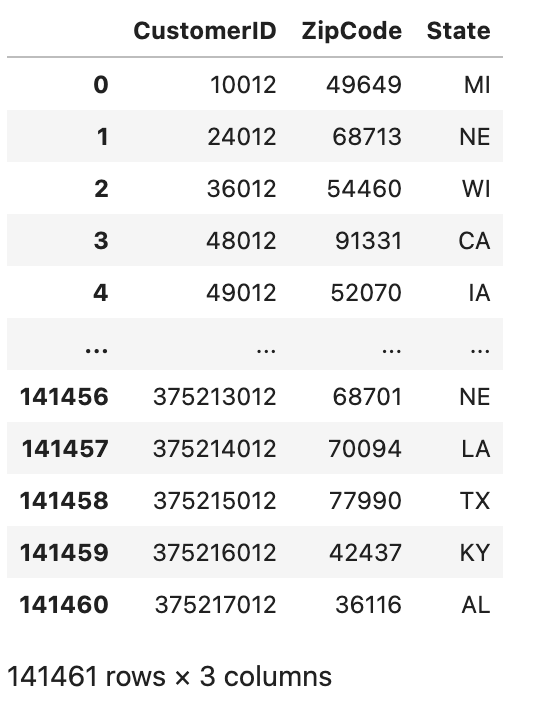 CustomerID ZipCode State
0 10012 49649 MI
1 24012 68713 NE
2 36012 54460 WI
3 48012 91331 CA
4 49012 52070 IA
... ... ... ...
141456 375213012 68701 NE
141457 375214012 70094 LA
141458 375215012 77990 TX
141459 375216012 42437 KY
141460 375217012 36116 AL
141461 rows × 3 columns